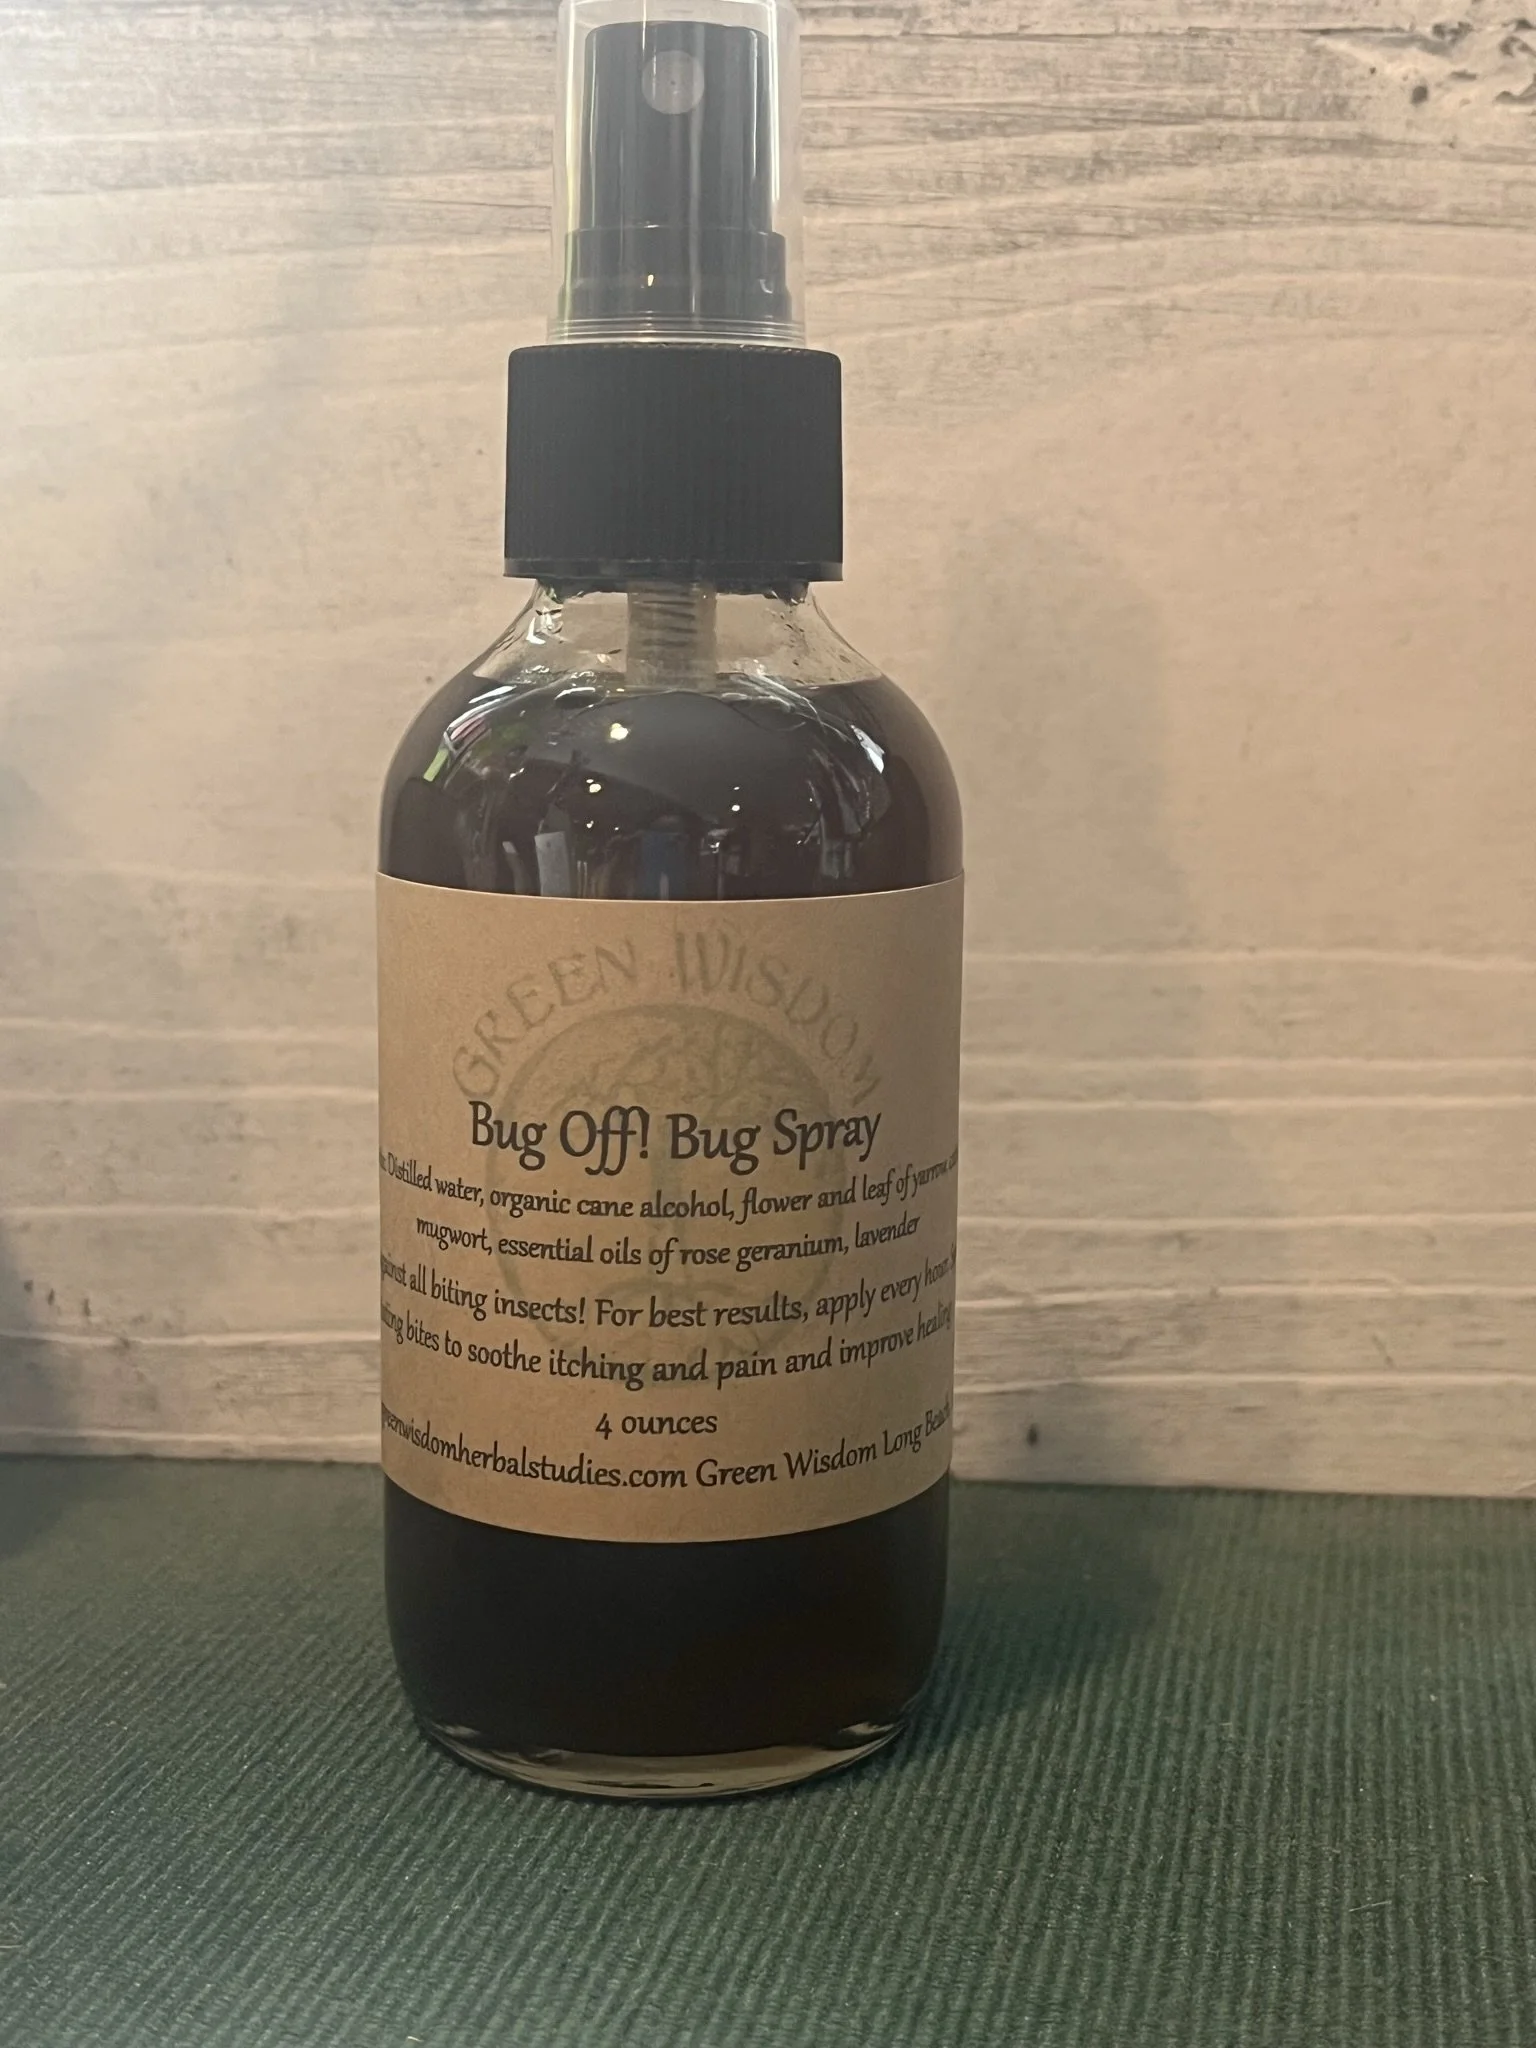 GREEN WISDOM
Bug Off! Bug Spray
Distilled water, organic cane alcohol, flower and leaf of yarrow
mugwort, essential oils of rose geranium, lavender
all biting insects! For best results, apply every hour.
bites to soothe itching and pain and improve healing
4 ounces
greenwisdomherbalstudies.com Green Wisdom Long Beach